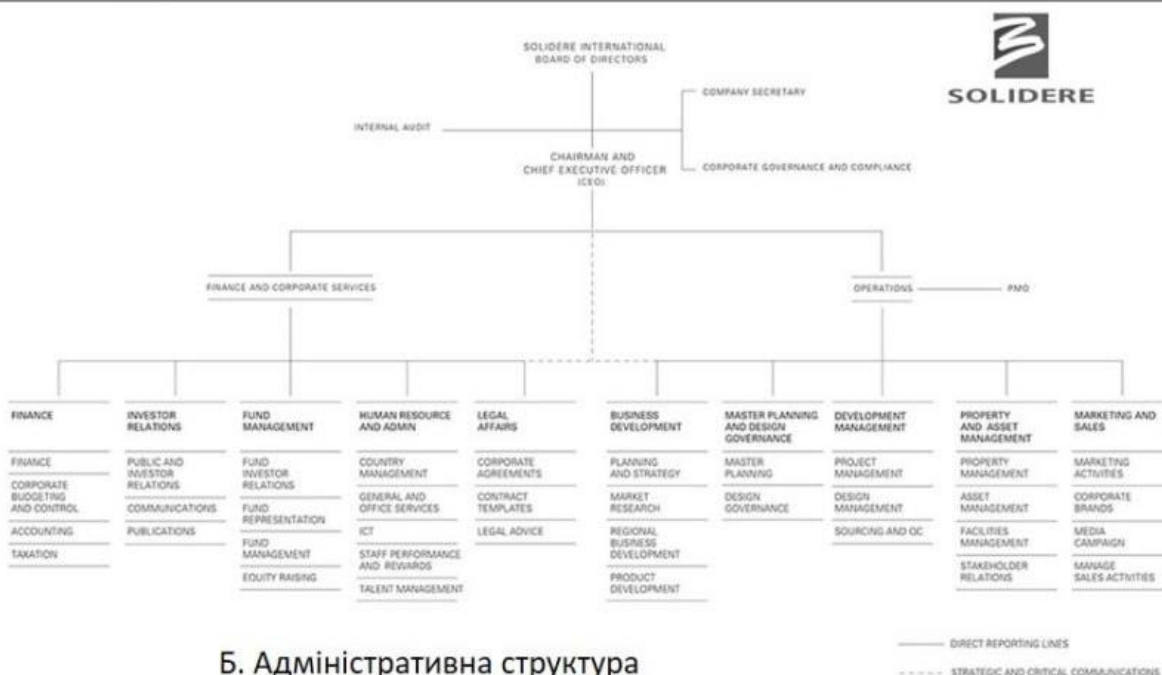 SOLIDERE INTERNATIONAL
BOARD OF DIRECTORS
SOLIDERE
COMPANY SECRETARY
INTERNAL AUDIT
CHAIRMAN AND
CHIEF EXECUTIVE OFFICER
(CEO)
CORPORATE GOVERNANCE AND COMPLIANCE
FINANCE AND CORPORATE SERVICES
OPERATIONS
PMO
FINANCE
FINANCE
CORPORATE
BUDGETING
AND CONTROL
ACCOUNTING
TAXATION
INVESTOR
RELATIONS
PUBLIC AND
INVESTOR
RELATIONS
COMMUNICATIONS
PUBLICATIONS
FUND
MANAGEMENT
FUND
INVESTOR
RELATIONS
FUND
REPRESENTATION
FUND
MANAGEMENT
EQUITY RAISING
HUMAN RESOURCE
AND ADMIN
COUNTRY
MANAGEMENT
GENERAL AND
OFFICE SERVICES
ICT
STAFF PERFORMANCE
AND REWARDS
TALENT MANAGEMENT
LEGAL
AFFAIRS
CORPORATE
AGREEMENTS
CONTRACT
TEMPLATES
LEGAL ADVICE
BUSINESS
DEVELOPMENT
PLANNING
AND STRATEGY
MARKET
RESEARCH
REGIONAL
BUSINESS
DEVELOPMENT
PRODUCT
DEVELOPMENT
MASTER PLANNING
AND DESIGN
GOVERNANCE
MASTER
PLANNING
DESIGN
GOVERNANCE
DEVELOPMENT
MANAGEMENT
PROJECT
MANAGEMENT
DESIGN
MANAGEMENT
SOURCING AND QC
PROPERTY
AND ASSET
MANAGEMENT
PROPERTY
MANAGEMENT
ASSET
MANAGEMENT
FACILITIES
MANAGEMENT
STAKEHOLDER
RELATIONS
MARKETING AND
SALES
MARKETING
ACTIVITIES
CORPORATE
BRANDS
MEDIA
CAMPAIGN
MANAGE
SALES ACTIVITIES
Б. Адміністративна структура
DIRECT REPORTING LINES
STRATEGIC AND CRITICAL COMMUNICATIONS